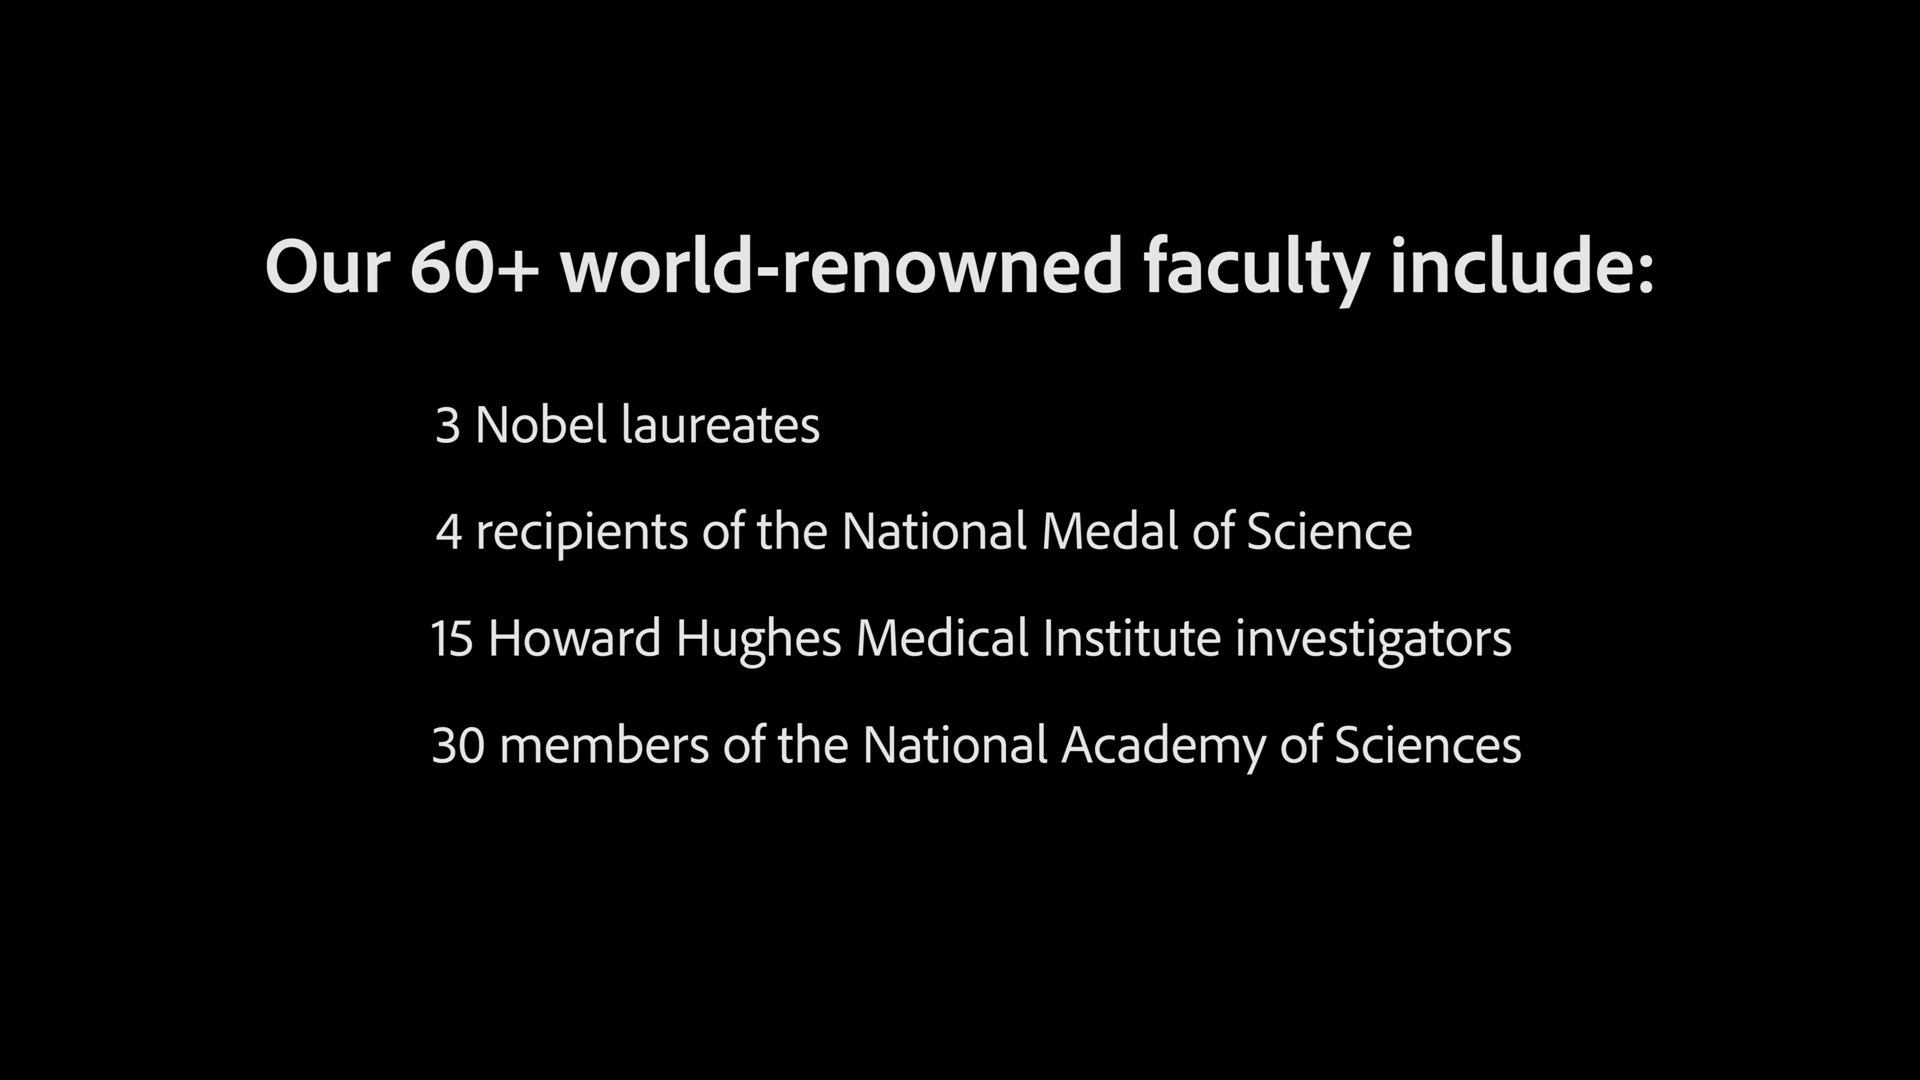 Our 60+ world-renowned faculty include:
3 Nobel laureates
4 recipients of the National Medal of Science
15 Howard Hughes Medical Institute investigators
30 members of the National Academy of Sciences